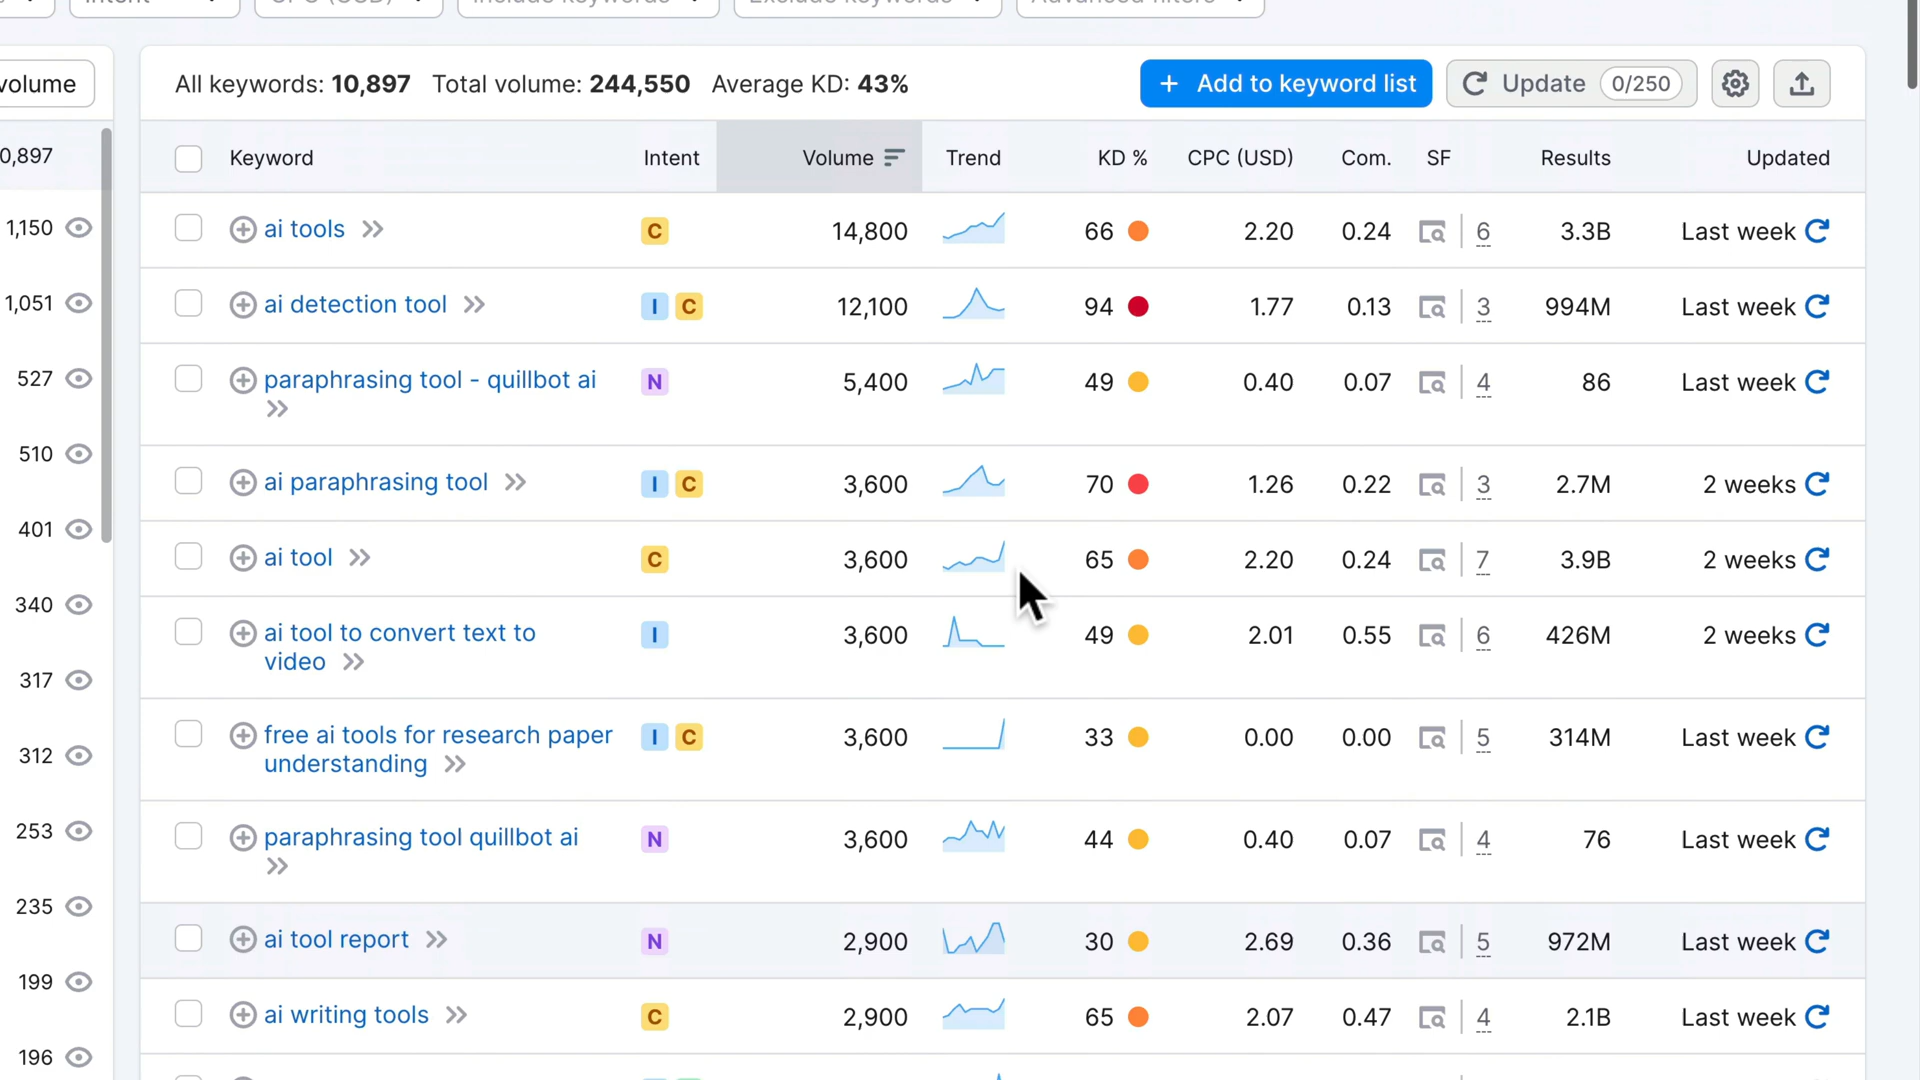 Intent CPC (USD) Include keywords Exclude keywords Advanced filters
volume
All keywords: 10,897 Total volume: 244,550 Average KD: 43%
+ Add to keyword list
Update 0/250
Keyword Intent Volume Trend KD % CPC (USD) Com. SF Results Updated
0,897
1,150
1,051
527
510
401
340
317
312
253
235
199
196
ai tools C 14,800 66 2.20 0.24 6 3.3B Last week
ai detection tool I C 12,100 94 1.77 0.13 3 994M Last week
paraphrasing tool - quillbot ai N 5,400 49 0.40 0.07 4 86 Last week
ai paraphrasing tool I C 3,600 70 1.26 0.22 3 2.7M 2 weeks
ai tool C 3,600 65 2.20 0.24 7 3.9B 2 weeks
ai tool to convert text to I 3,600 49 2.01 0.55 6 426M 2 weeks
video
free ai tools for research paper I C 3,600 33 0.00 0.00 5 314M Last week
understanding
paraphrasing tool quillbot ai N 3,600 44 0.40 0.07 4 76 Last week
ai tool report N 2,900 30 2.69 0.36 5 972M Last week
ai writing tools C 2,900 65 2.07 0.47 4 2.1B Last week